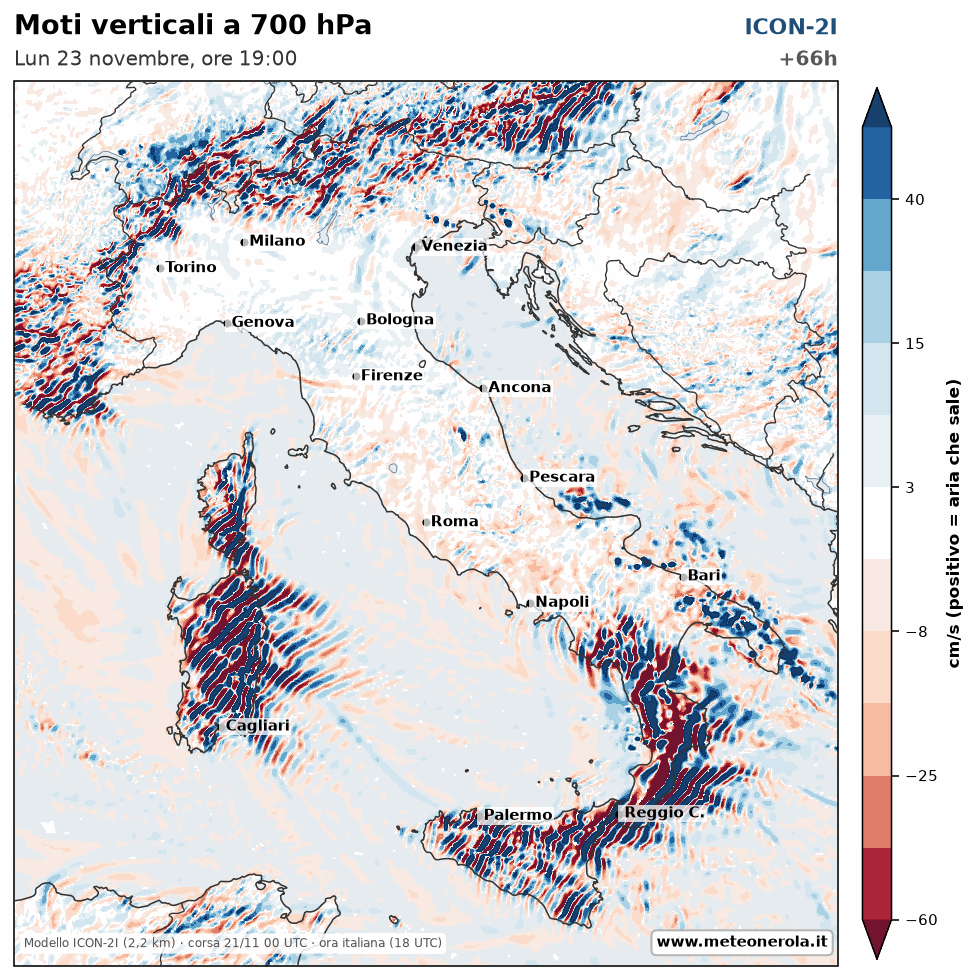 Moti verticali a 700 hPa
ICON-2I
Lun 23 novembre, ore 19:00
+66h
Milano
Venezia
Torino
Genova
Bologna
Firenze
Ancona
Pescara
Roma
Bari
Napoli
Cagliari
Palermo
Reggio C.
40
15
3
−8
−25
−60
cm/s (positivo = aria che sale)
Modello ICON-2I (2,2 km) · corsa 21/11 00 UTC · ora italiana (18 UTC)
www.meteonerola.it